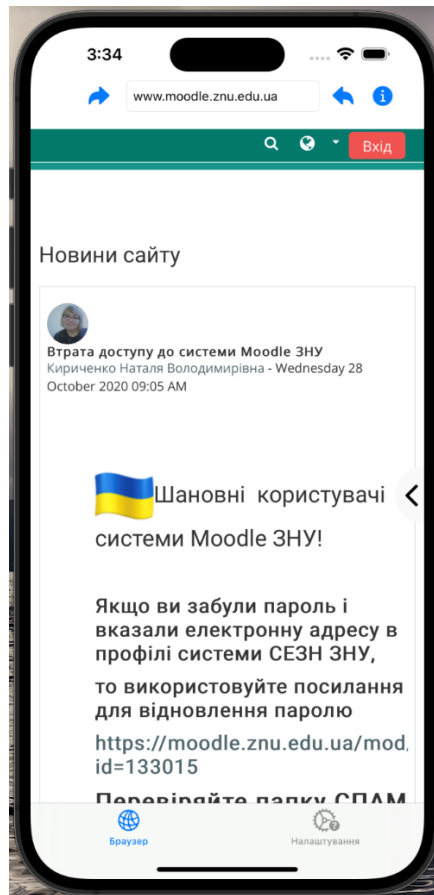 3:34
www.moodle.znu.edu.ua
Вхід
Новини сайту
Втрата доступу до системи Moodle ЗНУ
Кириченко Наталя Володимирівна - Wednesday 28
October 2020 09:05 AM
Шановні користувачі
системи Moodle ЗНУ!
Якщо ви забули пароль і
вказали електронну адресу в
профілі системи СЕЗН ЗНУ,
то використовуйте посилання
для відновлення паролю
https://moodle.znu.edu.ua/mod,
id=133015
Перевіряйте папку СПАМ
Браузер
Налаштування